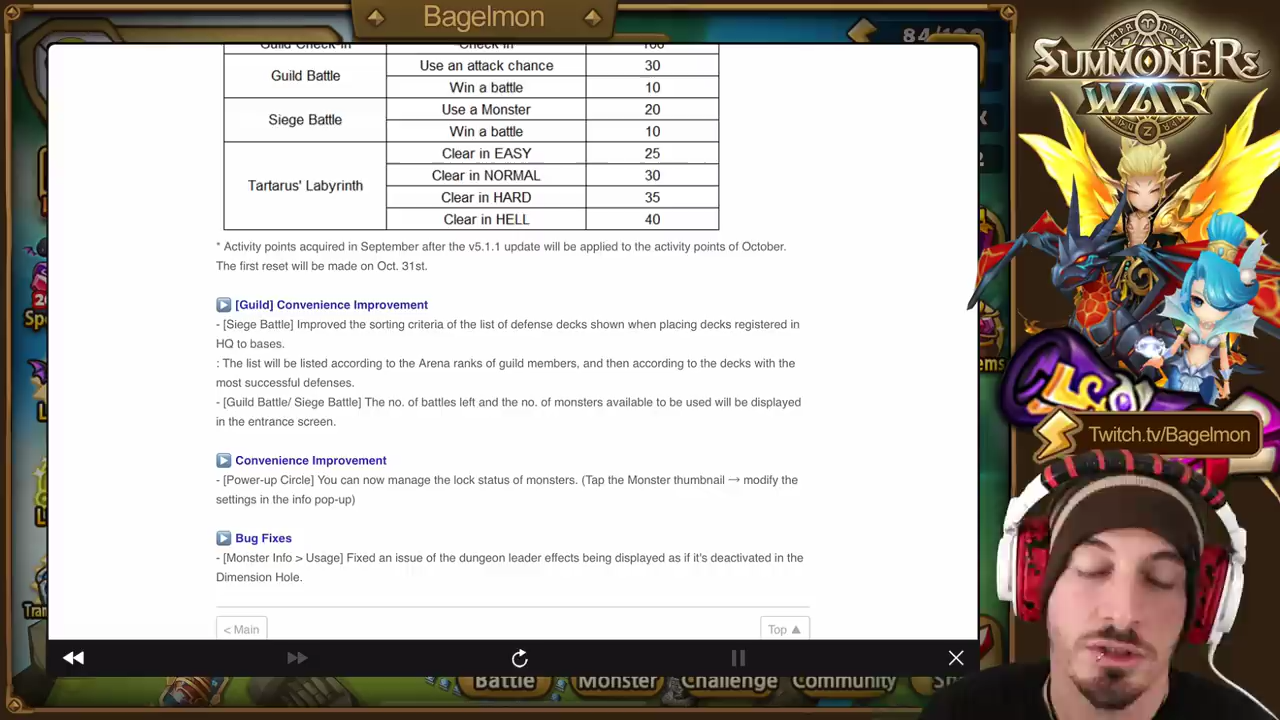 Bagelmon
84/100
SUMMONERS
WAR
Guild Check-in Check in 100
Guild Battle
Use an attack chance 30
Win a battle 10
Siege Battle
Use a Monster 20
Win a battle 10
Tartarus' Labyrinth
Clear in EASY 25
Clear in NORMAL 30
Clear in HARD 35
Clear in HELL 40
* Activity points acquired in September after the v5.1.1 update will be applied to the activity points of October.
The first reset will be made on Oct. 31st.
[Guild] Convenience Improvement
- [Siege Battle] Improved the sorting criteria of the list of defense decks shown when placing decks registered in
HQ to bases.
: The list will be listed according to the Arena ranks of guild members, and then according to the decks with the
most successful defenses.
- [Guild Battle/ Siege Battle] The no. of battles left and the no. of monsters available to be used will be displayed
in the entrance screen.
Convenience Improvement
- [Power-up Circle] You can now manage the lock status of monsters. (Tap the Monster thumbnail → modify the
settings in the info pop-up)
Bug Fixes
- [Monster Info > Usage] Fixed an issue of the dungeon leader effects being displayed as if it's deactivated in the
Dimension Hole.
< Main
Top ▲
Twitch.tv/Bagelmon
Battle
Monster
Challenge
Community